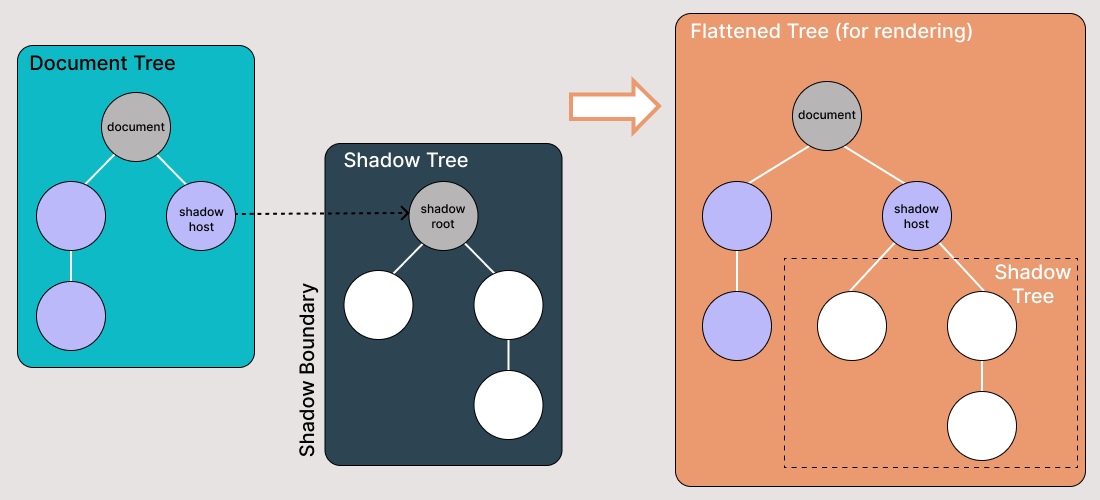 Document Tree
document
shadow
host
Shadow Boundary
Shadow Tree
shadow
root
Flattened Tree (for rendering)
document
shadow
host
Shadow
Tree